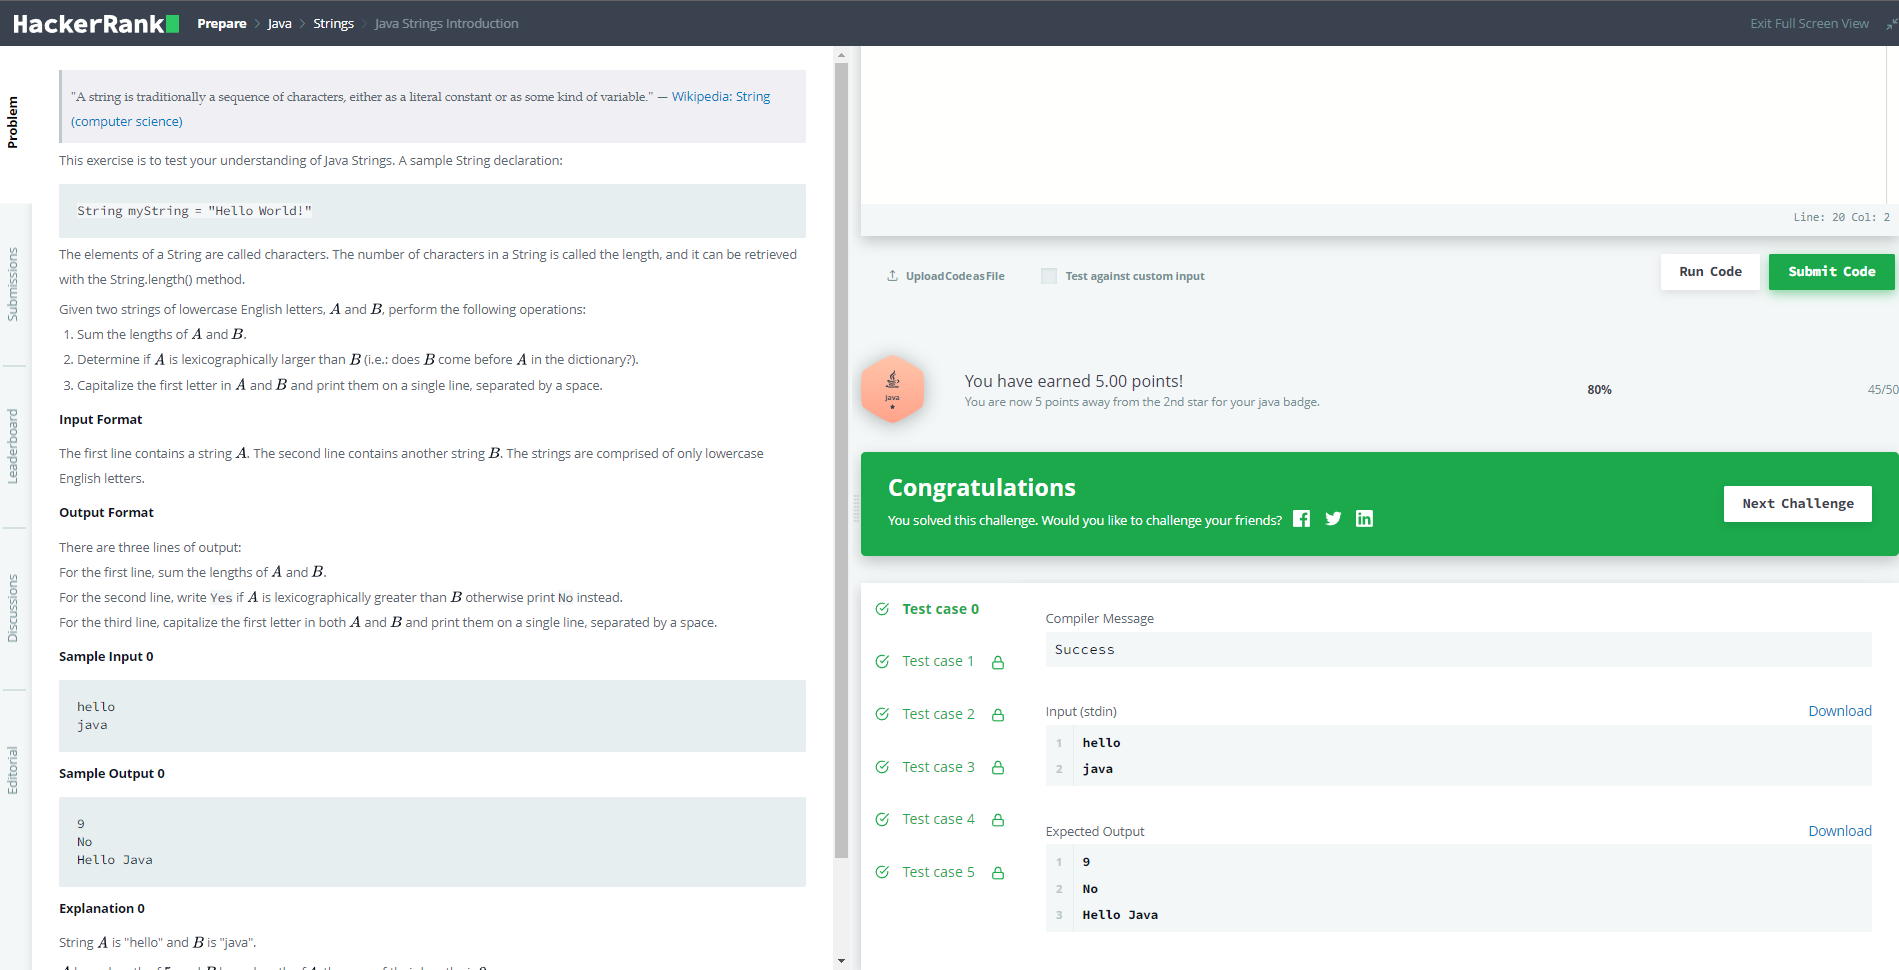 HackerRank Prepare Java Strings Java Strings Introduction Exit Full Screen View
Problem
Submissions
Leaderboard
Discussions
Editorial
"A string is traditionally a sequence of characters, either as a literal constant or as some kind of variable." — Wikipedia: String
(computer science)
This exercise is to test your understanding of Java Strings. A sample String declaration:
String myString = "Hello World!"
The elements of a String are called characters. The number of characters in a String is called the length, and it can be retrieved
with the String.length() method.
Given two strings of lowercase English letters, A and B, perform the following operations:
1. Sum the lengths of A and B.
2. Determine if A is lexicographically larger than B (i.e.: does B come before A in the dictionary?).
3. Capitalize the first letter in A and B and print them on a single line, separated by a space.
Input Format
The first line contains a string A. The second line contains another string B. The strings are comprised of only lowercase
English letters.
Output Format
There are three lines of output:
For the first line, sum the lengths of A and B.
For the second line, write Yes if A is lexicographically greater than B otherwise print No instead.
For the third line, capitalize the first letter in both A and B and print them on a single line, separated by a space.
Sample Input 0
hello
java
Sample Output 0
9
No
Hello Java
Explanation 0
String A is "hello" and B is "java".
Line: 20 Col: 2
Upload Code as File Test against custom input Run Code Submit Code
java
You have earned 5.00 points!
You are now 5 points away from the 2nd star for your java badge.
80% 45/50
Congratulations
You solved this challenge. Would you like to challenge your friends?
Next Challenge
Test case 0
Test case 1
Test case 2
Test case 3
Test case 4
Test case 5
Compiler Message
Success
Input (stdin) Download
1 hello
2 java
Expected Output Download
1 9
2 No
3 Hello Java